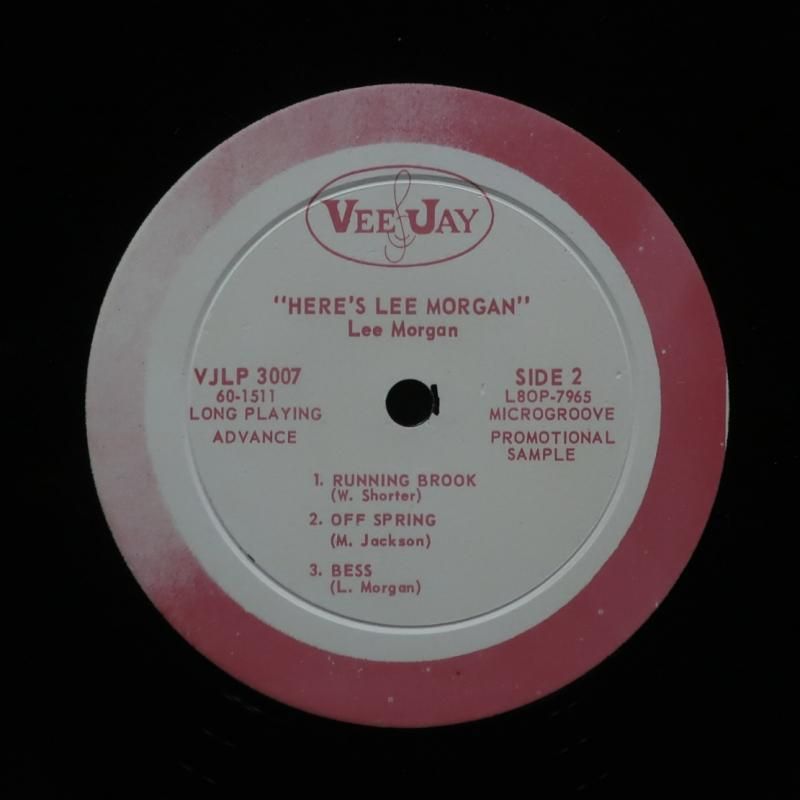 VEE JAY
"HERE'S LEE MORGAN"
Lee Morgan
VJLP 3007
60-1511
LONG PLAYING
ADVANCE
SIDE 2
L8OP-7965
MICROGROOVE
PROMOTIONAL
SAMPLE
1. RUNNING BROOK
(W. Shorter)
2. OFF SPRING
(M. Jackson)
3. BESS
(L. Morgan)